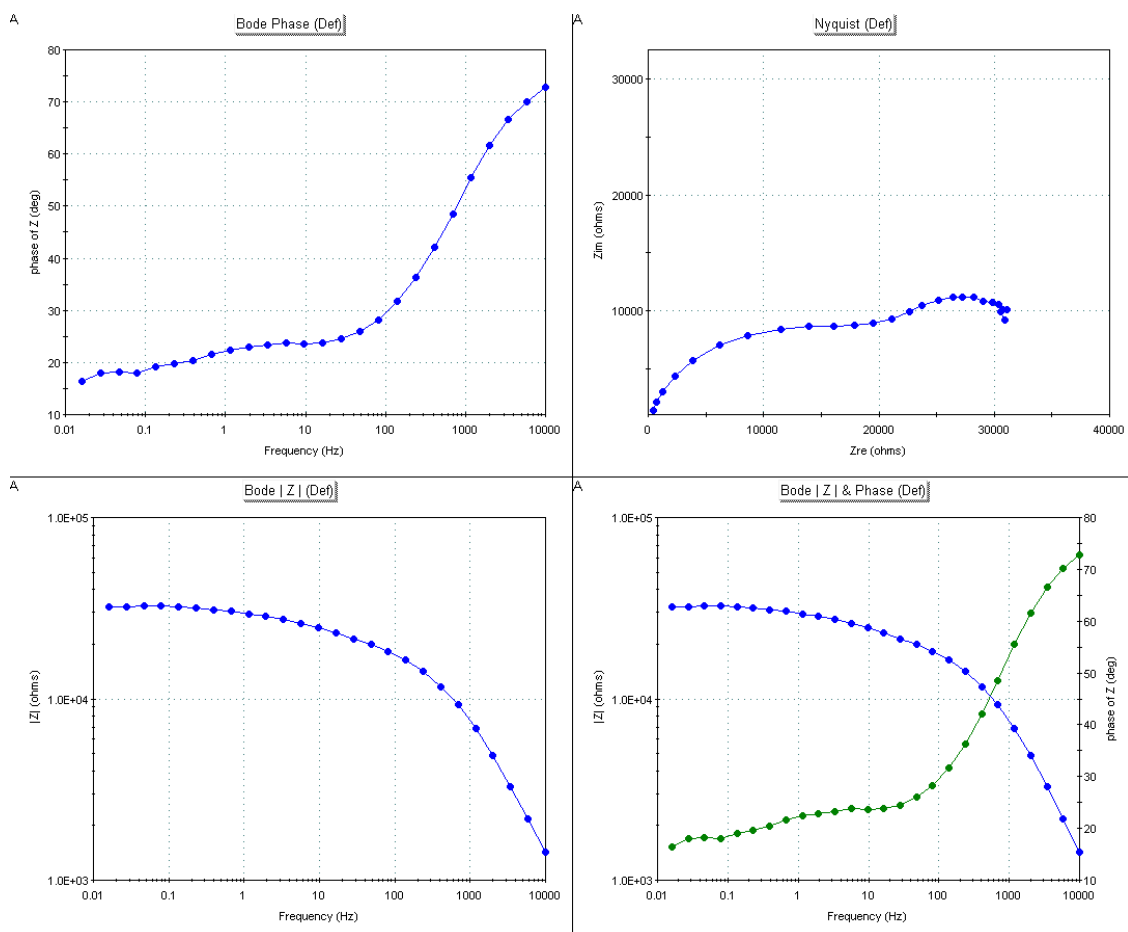 A
Bode Phase (Def)
80
70
60
50
40
30
20
10
phase of Z (deg)
0.01
0.1
1
10
100
1000
10000
Frequency (Hz)
A
Nyquist (Def)
30000
20000
10000
Zim (ohms)
0
10000
20000
30000
40000
Zre (ohms)
A
Bode | Z | (Def)
1.0E+05
1.0E+04
1.0E+03
|Z| (ohms)
0.01
0.1
1
10
100
1000
10000
Frequency (Hz)
A
Bode | Z | & Phase (Def)
1.0E+05
1.0E+04
1.0E+03
|Z| (ohms)
80
70
60
50
40
30
20
10
phase of Z (deg)
0.01
0.1
1
10
100
1000
10000
Frequency (Hz)